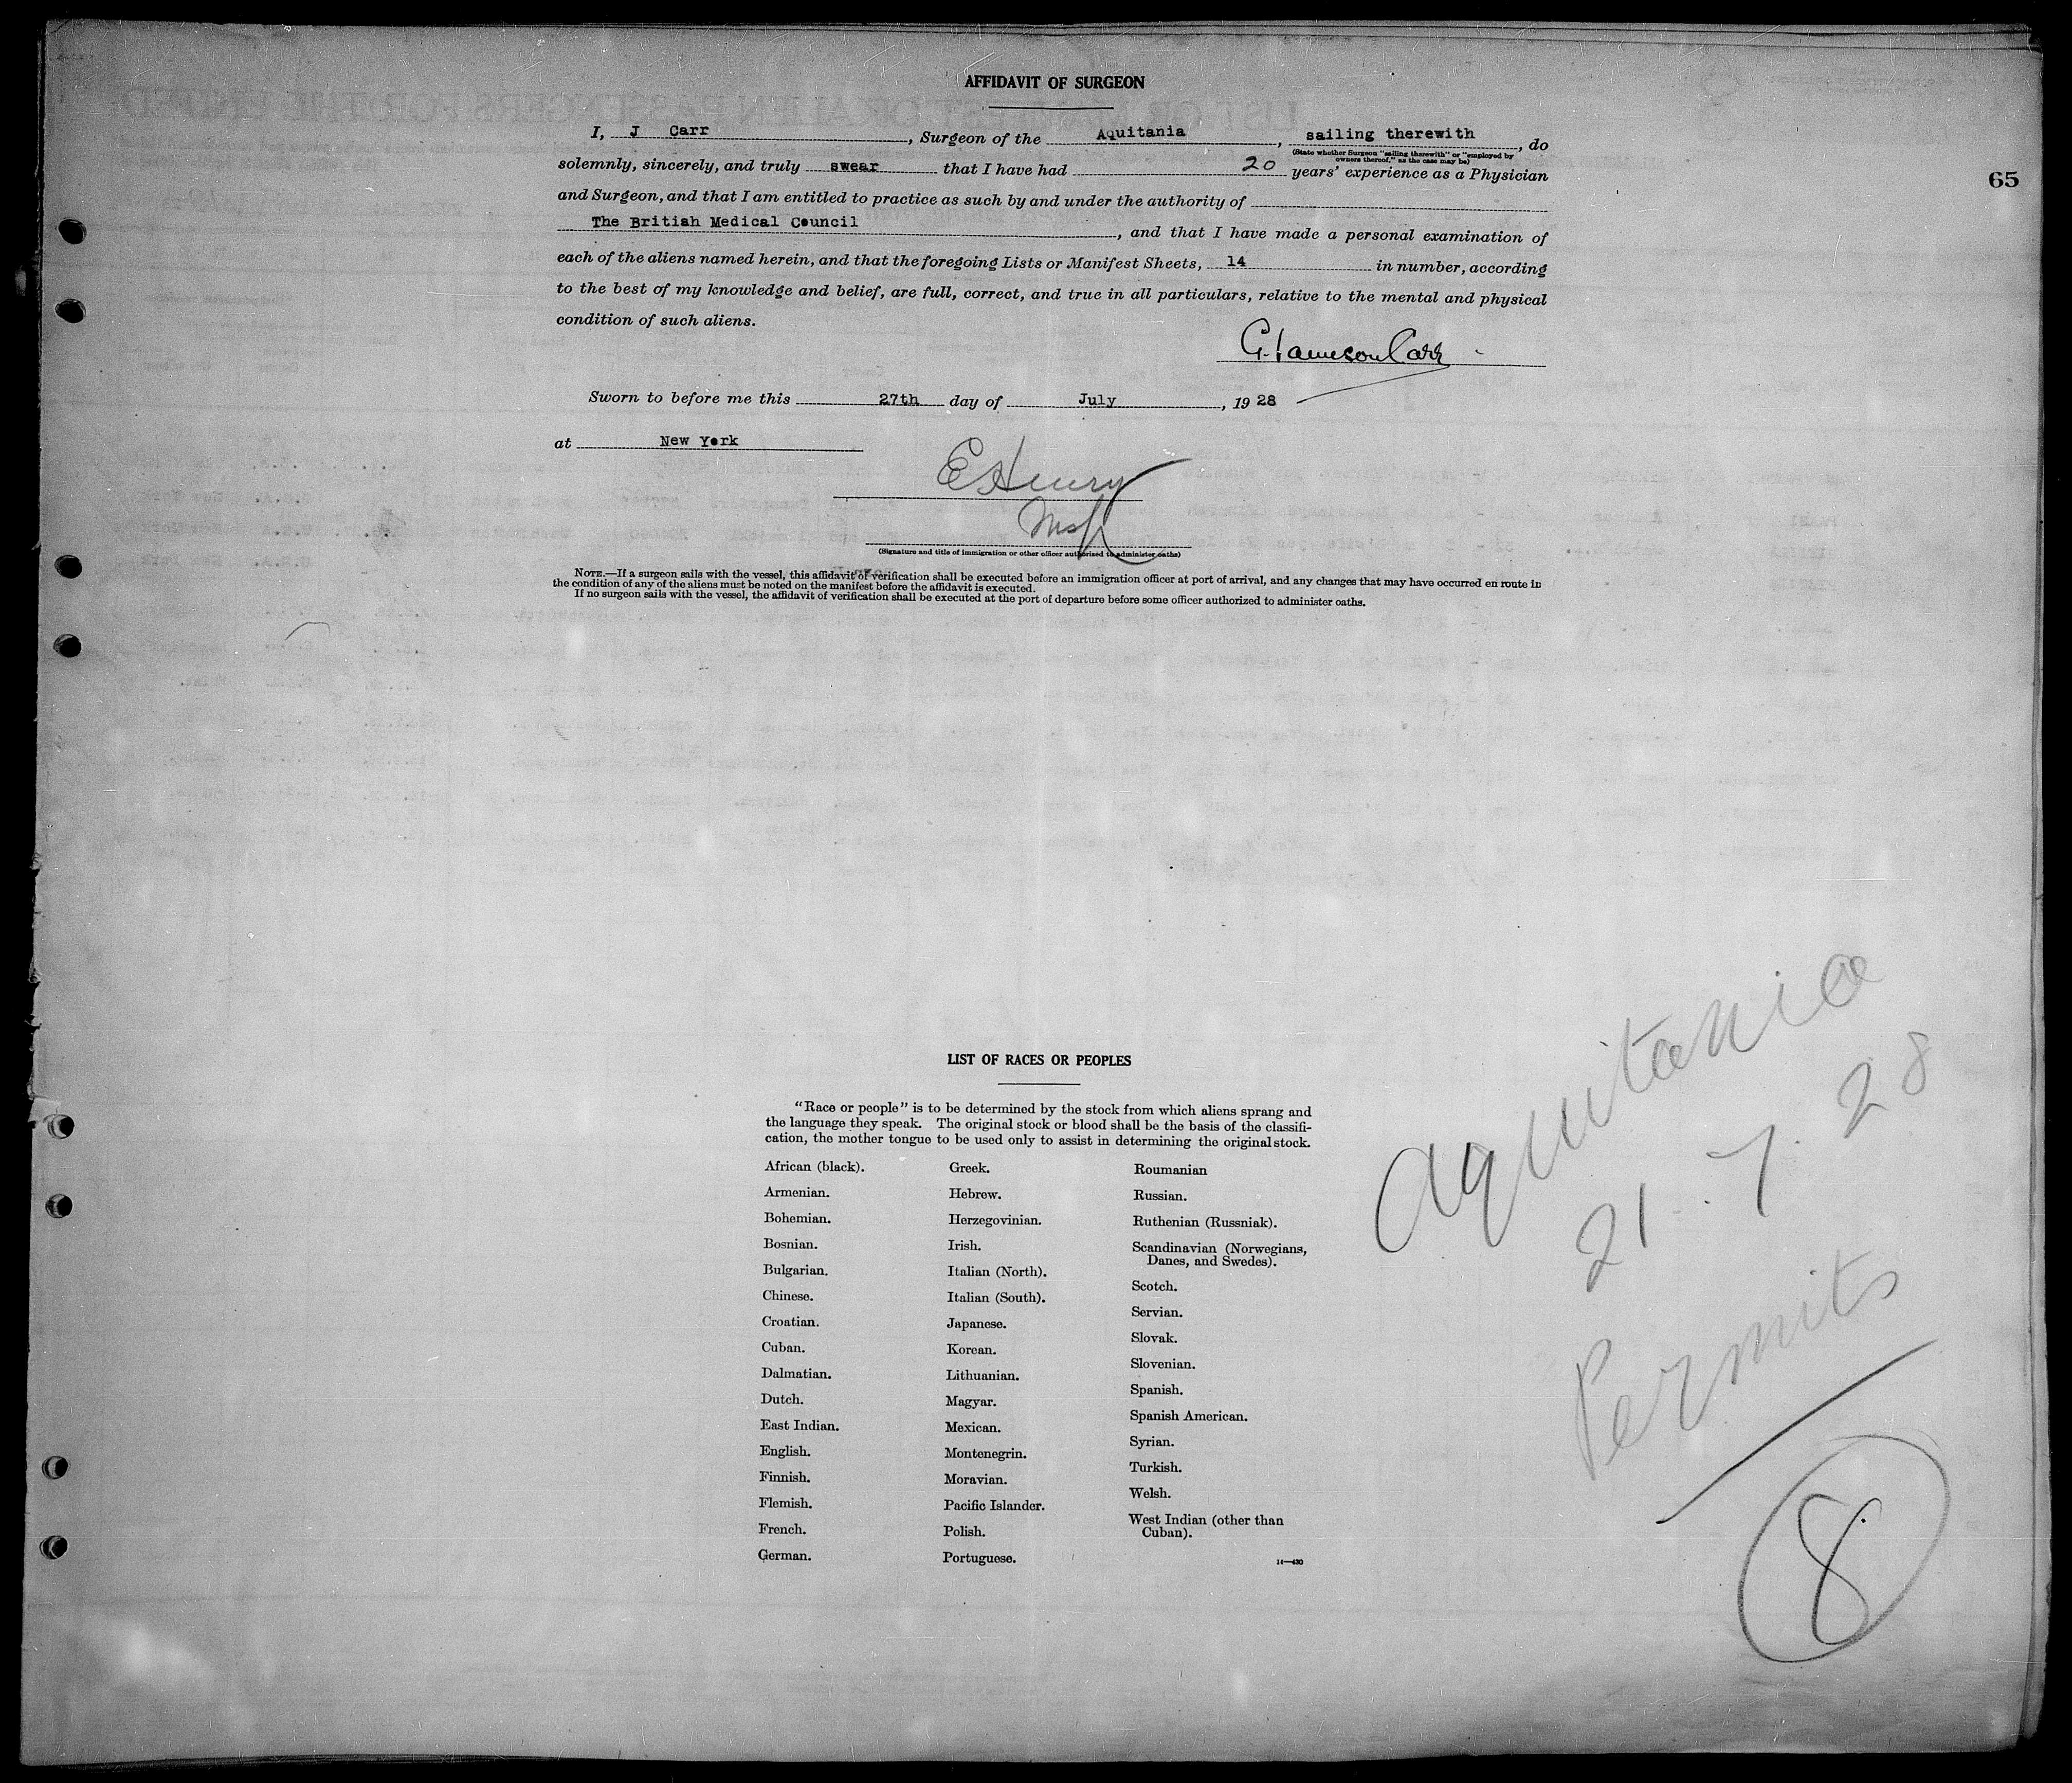 AFFIDAVIT OF SURGEON
65
I, J Carr, Surgeon of the Aquitania, sailing therewith, do
(State whether Surgeon "sailing therewith" or "employed by
owners thereof," as the case may be)
solemnly, sincerely, and truly swear that I have had 20 years' experience as a Physician
and Surgeon, and that I am entitled to practice as such by and under the authority of
The British Medical Council, and that I have made a personal examination of
each of the aliens named herein, and that the foregoing Lists or Manifest Sheets, 14 in number, according
to the best of my knowledge and belief, are full, correct, and true in all particulars, relative to the mental and physical
condition of such aliens.
G. Jameson Carr
Sworn to before me this 27th day of July, 1928
at New York
E Henry
(Signature and title of immigration or other officer authorized to administer oaths)
NOTE.—If a surgeon sails with the vessel, this affidavit of verification shall be executed before an immigration officer at port of arrival, and any changes that may have occurred en route in
the condition of any of the aliens must be noted on the manifest before the affidavit is executed.
If no surgeon sails with the vessel, the affidavit of verification shall be executed at the port of departure before some officer authorized to administer oaths.
LIST OF RACES OR PEOPLES
"Race or people" is to be determined by the stock from which aliens sprang and
the language they speak. The original stock or blood shall be the basis of the classifi-
cation, the mother tongue to be used only to assist in determining the original stock.
African (black).
Armenian.
Bohemian.
Bosnian.
Bulgarian.
Chinese.
Croatian.
Cuban.
Dalmatian.
Dutch.
East Indian.
English.
Finnish.
Flemish.
French.
German.
Greek.
Hebrew.
Herzegovinian.
Irish.
Italian (North).
Italian (South).
Japanese.
Korean.
Lithuanian.
Magyar.
Mexican.
Montenegrin.
Moravian.
Pacific Islander.
Polish.
Portuguese.
Roumanian
Russian.
Ruthenian (Russniak).
Scandinavian (Norwegians,
Danes, and Swedes).
Scotch.
Servian.
Slovak.
Slovenian.
Spanish.
Spanish American.
Syrian.
Turkish.
Welsh.
West Indian (other than
Cuban).
14—430
Aquitania
21.7.28
Permits
8